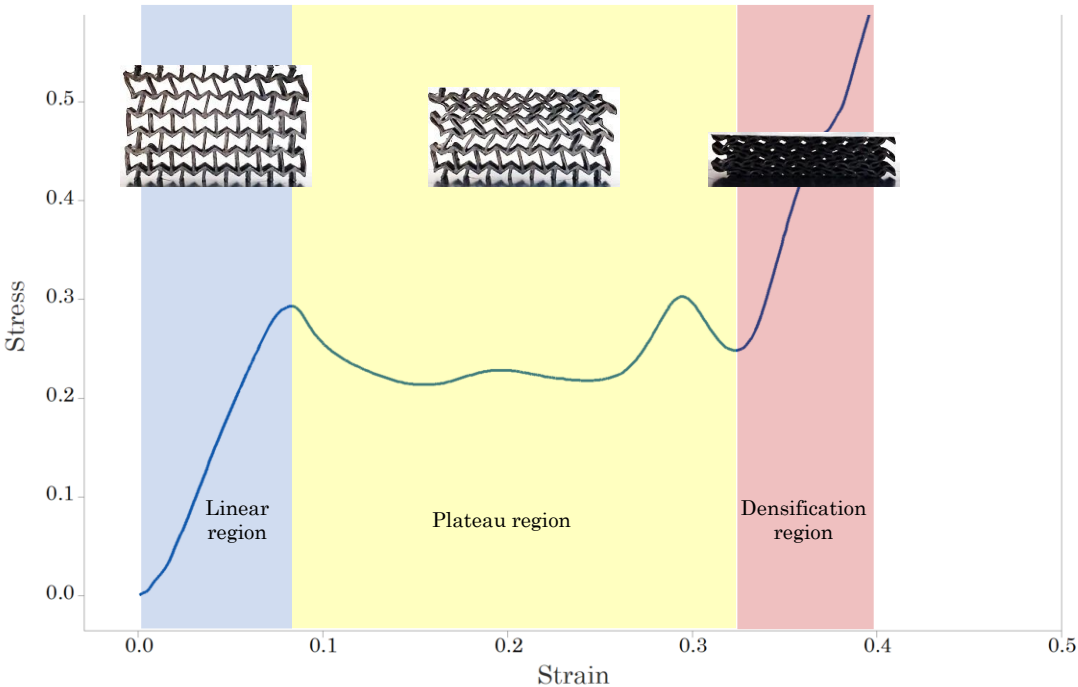 0.5
0.4
0.3
0.2
0.1
0.0
Stress
Linear
region
Plateau region
Densification
region
0.0 0.1 0.2 0.3 0.4 0.5
Strain